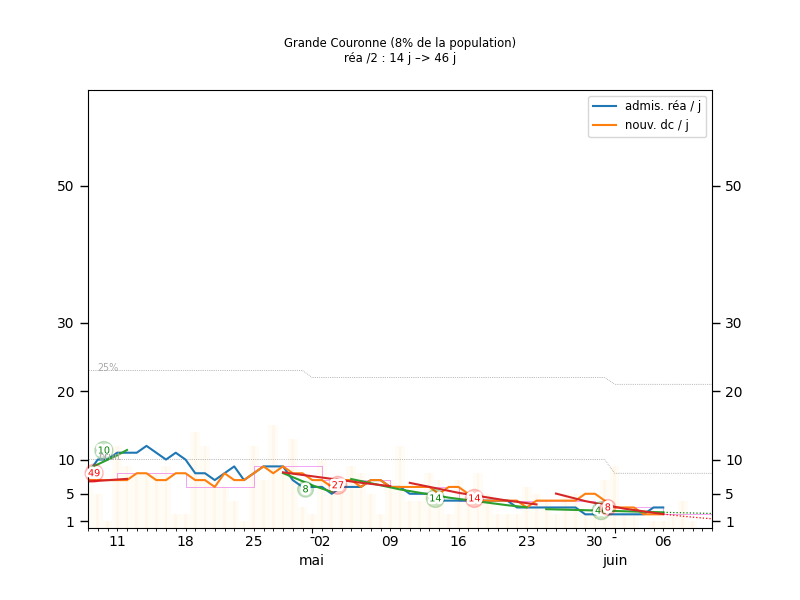 Grande Couronne (8% de la population)
réa /2 : 14 j –> 46 j
admis. réa / j
nouv. dc / j
50 50
30 30
25%
20 20
10
10 10
49
27
8
5 5
14 14
8
1 1
11 18 25 02 09 16 23 30 06
mai juin